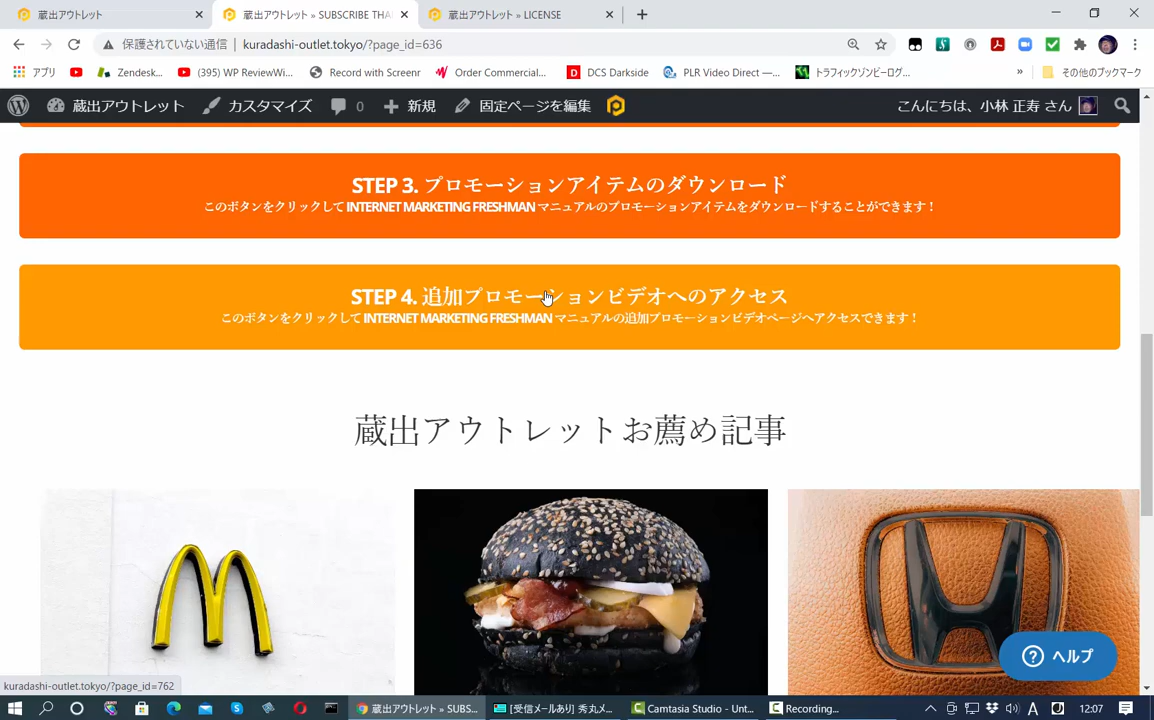 蔵出アウトレット
蔵出アウトレット » SUBSCRIBE THA
蔵出アウトレット » LICENSE
保護されていない通信
kuradashi-outlet.tokyo/?page_id=636
アプリ
Zendesk...
(395) WP ReviewWi...
Record with Screenr
Order Commercial...
DCS Darkside
PLR Video Direct —...
トラフィックゾンビーログ...
»
その他のブックマーク
蔵出アウトレット
カスタマイズ
0
新規
固定ページを編集
こんにちは、小林 正寿 さん
STEP 3. プロモーションアイテムのダウンロード
このボタンをクリックして INTERNET MARKETING FRESHMAN マニュアルのプロモーションアイテムをダウンロードすることができます！
STEP 4. 追加プロモーションビデオへのアクセス
このボタンをクリックして INTERNET MARKETING FRESHMAN マニュアルの追加プロモーションビデオページへアクセスできます！
蔵出アウトレットお薦め記事
ヘルプ
kuradashi-outlet.tokyo/?page_id=762
蔵出アウトレット » SUBS...
[受信メールあり] 秀丸メ...
Camtasia Studio - Unt...
Recording...
A
12:07